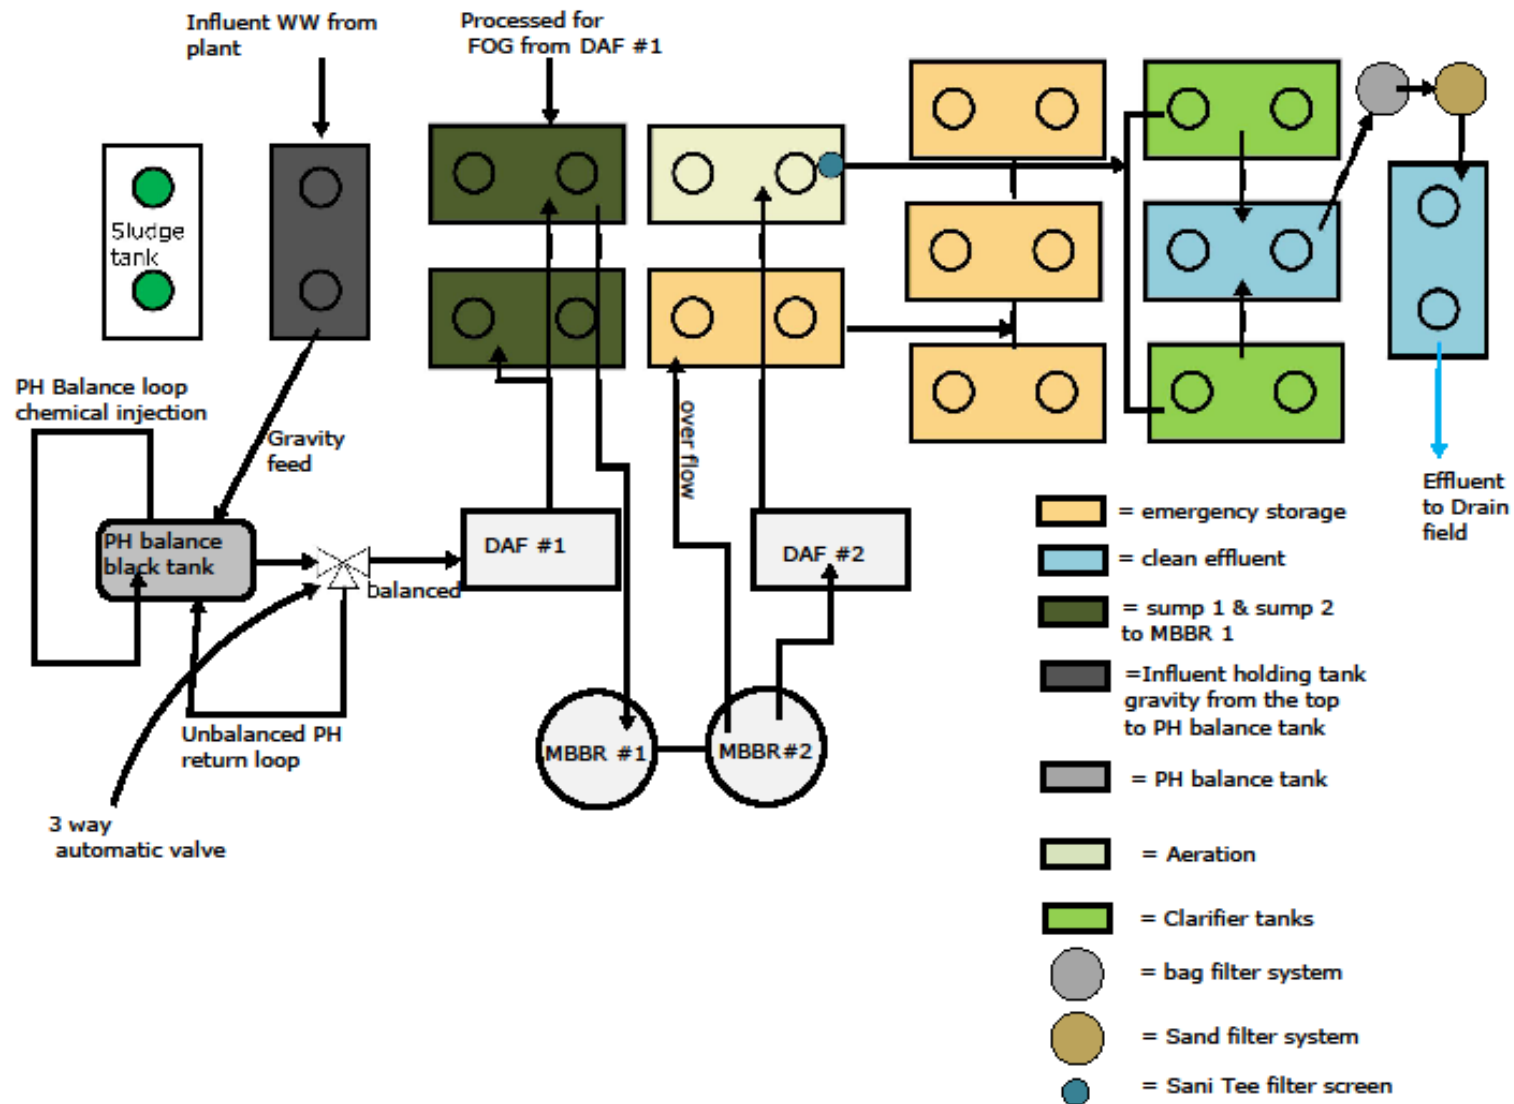 Influent WW from
plant
Processed for
FOG from DAF #1
Sludge
tank
PH Balance loop
chemical injection
Gravity
feed
over flow
PH balance
black tank
balanced
DAF #1
DAF #2
Unbalanced PH
return loop
MBBR #1
MBBR#2
3 way
automatic valve
Effluent
to Drain
field
= emergency storage
= clean effluent
= sump 1 & sump 2
to MBBR 1
=Influent holding tank
gravity from the top
to PH balance tank
= PH balance tank
= Aeration
= Clarifier tanks
= bag filter system
= Sand filter system
= Sani Tee filter screen